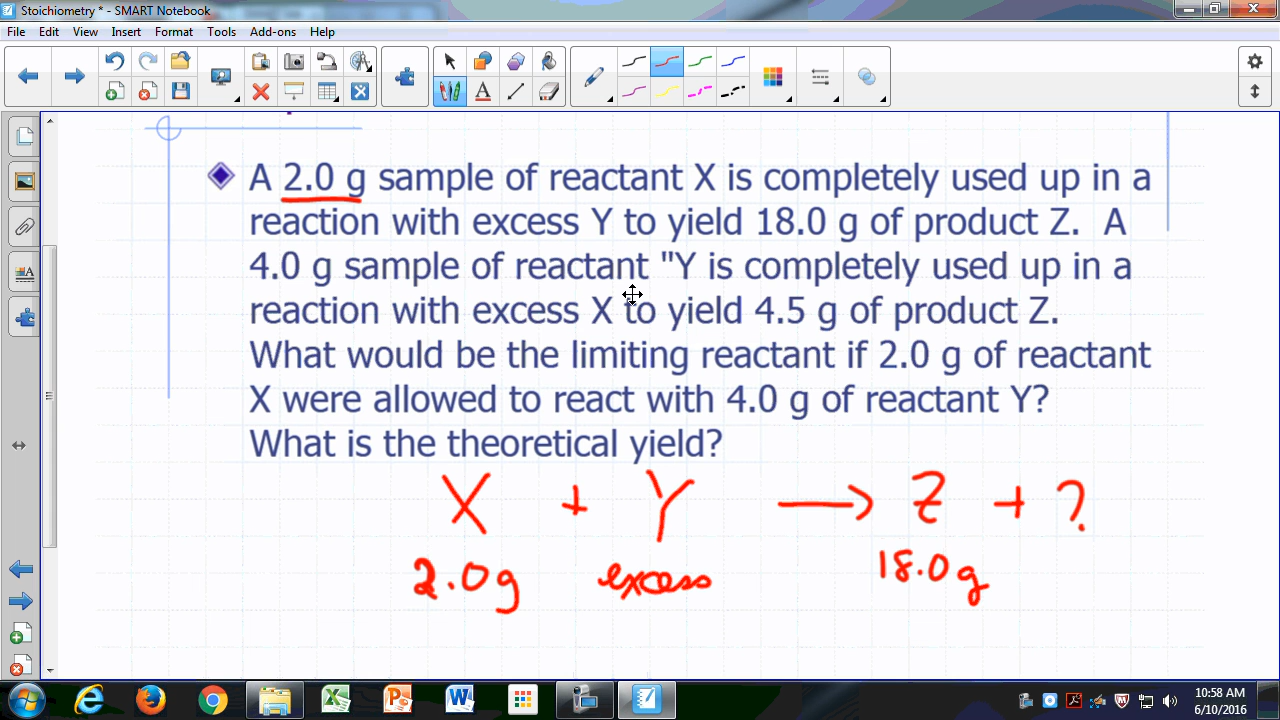 Stoichiometry * - SMART Notebook
File Edit View Insert Format Tools Add-ons Help
A 2.0 g sample of reactant X is completely used up in a
reaction with excess Y to yield 18.0 g of product Z. A
4.0 g sample of reactant "Y is completely used up in a
reaction with excess X to yield 4.5 g of product Z.
What would be the limiting reactant if 2.0 g of reactant
X were allowed to react with 4.0 g of reactant Y?
What is the theoretical yield?
X + Y → Z + ?
2.0g excess 18.0g
10:58 AM
6/10/2016